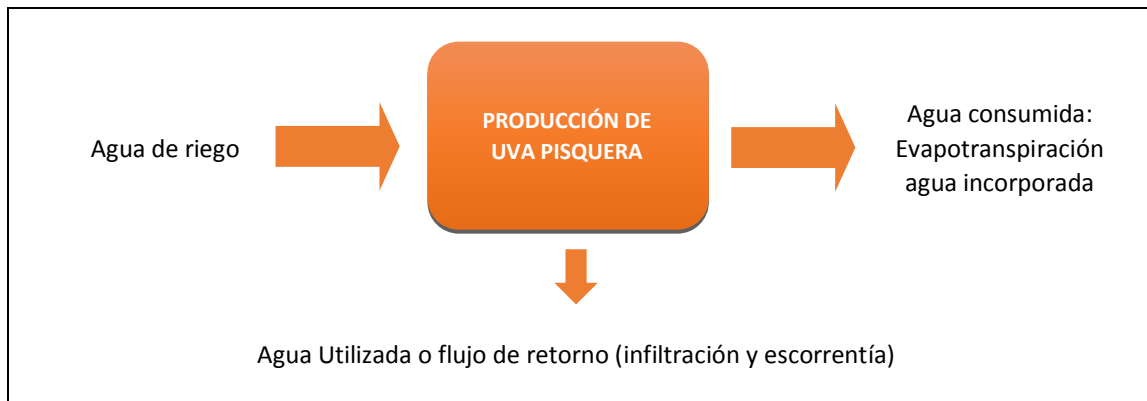 Agua de riego
PRODUCCIÓN DE
UVA PISQUERA
Agua consumida:
Evapotranspiración
agua incorporada
Agua Utilizada o flujo de retorno (infiltración y escorrentía)